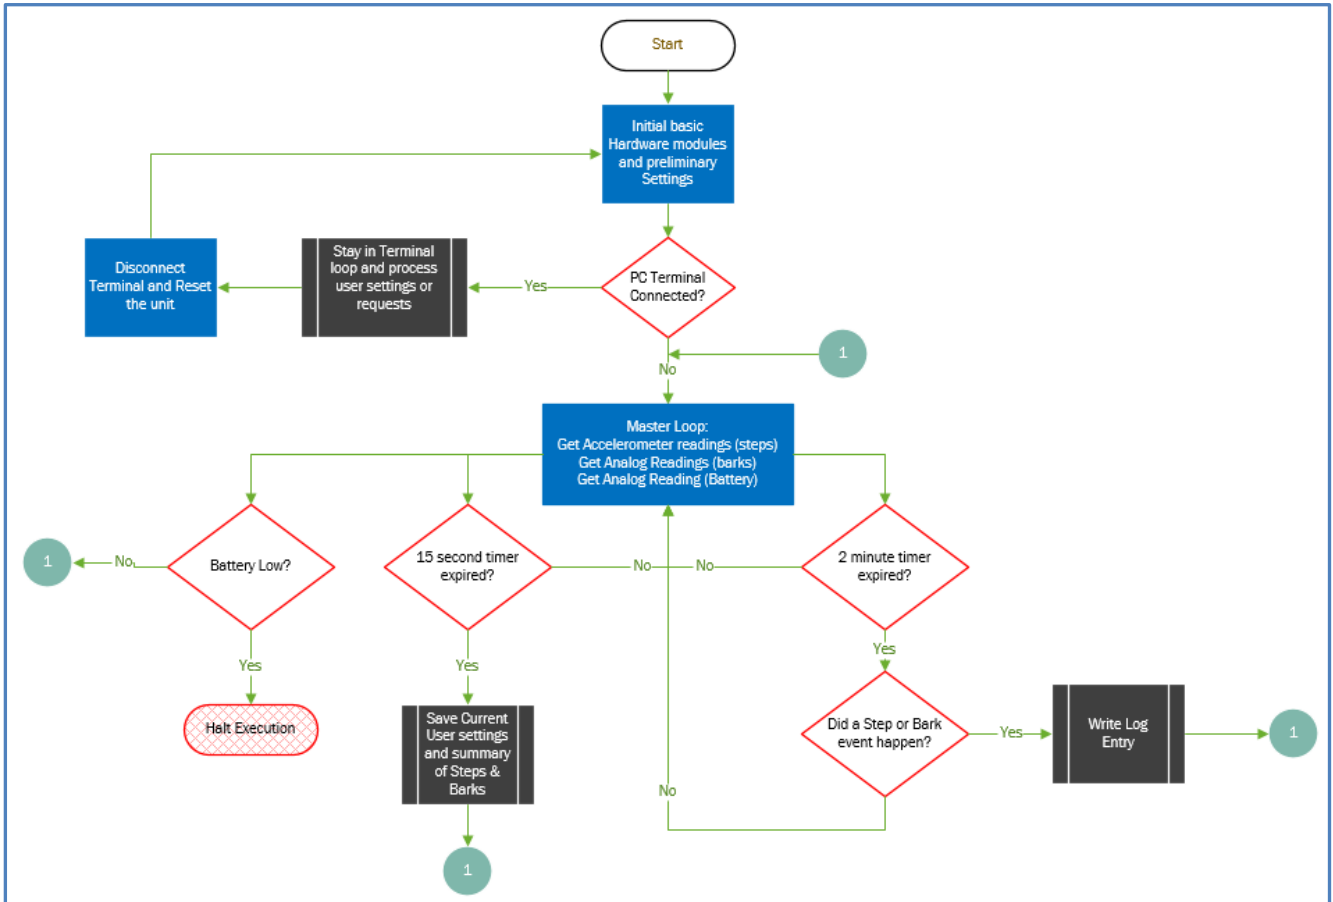 Start
Initial basic
Hardware modules
and preliminary
Settings
Disconnect
Terminal and Reset
the unit
Stay in Terminal
loop and process
user settings or
requests
Yes
PC Terminal
Connected?
1
No
Master Loop:
Get Accelerometer readings (steps)
Get Analog Readings (barks)
Get Analog Reading (Battery)
1
No
Battery Low?
15 second timer
expired?
No
No
2 minute timer
expired?
Yes
Yes
Yes
Halt Execution
Save Current
User settings
and summary
of Steps &
Barks
Did a Step or Bark
event happen?
Yes
Write Log
Entry
1
No
1